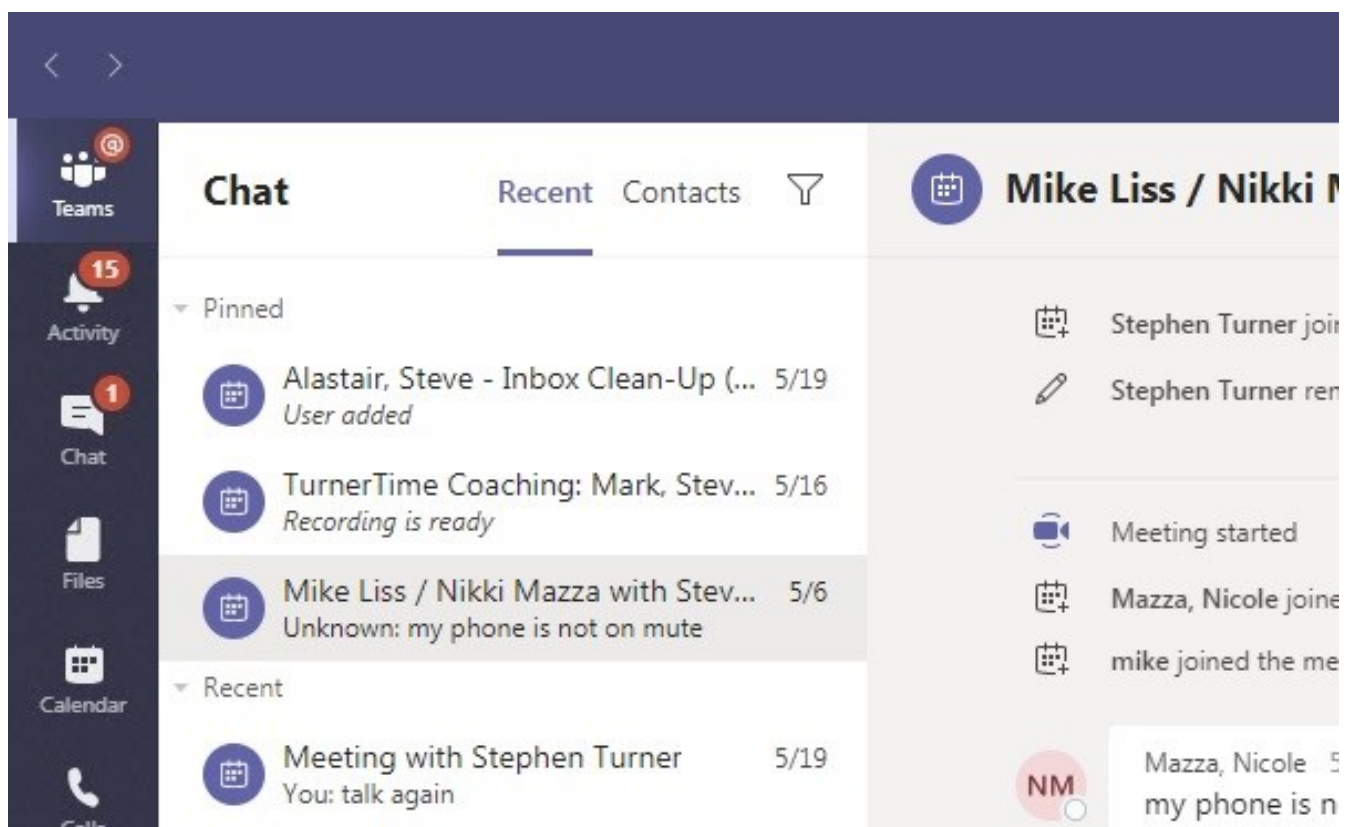 @
Teams
15
Activity
1
Chat
Files
Calendar
Chat Recent Contacts
Pinned
Alastair, Steve - Inbox Clean-Up (... 5/19
User added
TurnerTime Coaching: Mark, Stev... 5/16
Recording is ready
Mike Liss / Nikki Mazza with Stev... 5/6
Unknown: my phone is not on mute
Recent
Meeting with Stephen Turner 5/19
You: talk again
Mike Liss / Nikki
Stephen Turner
Stephen Turner
Meeting started
Mazza, Nicole
mike joined the
NM
Mazza, Nicole
my phone is